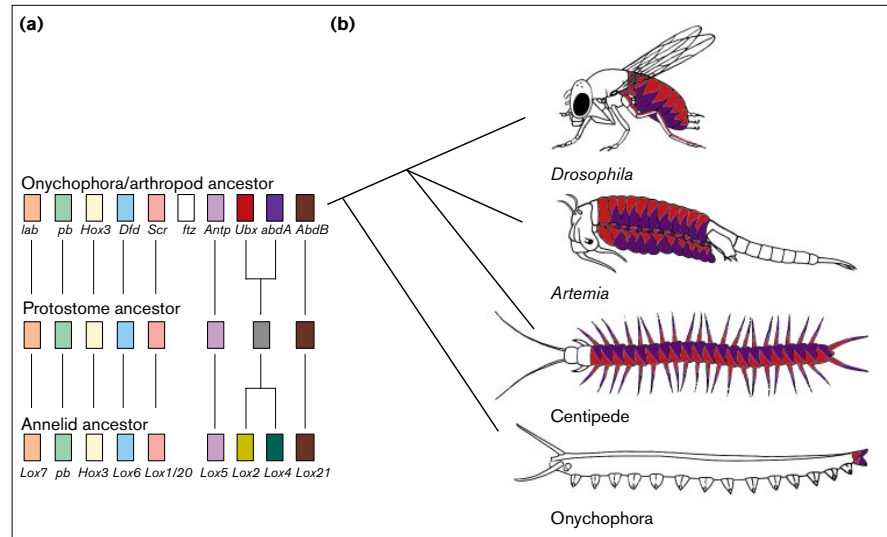 (a)
(b)
Onychophora/arthropod ancestor
lab pb Hox3 Dfd Scr ftz Antp Ubx abdA AbdB
Protostome ancestor
Annelid ancestor
Lox7 pb Hox3 Lox6 Lox1/20 Lox5 Lox2 Lox4 Lox21
Drosophila
Artemia
Centipede
Onychophora